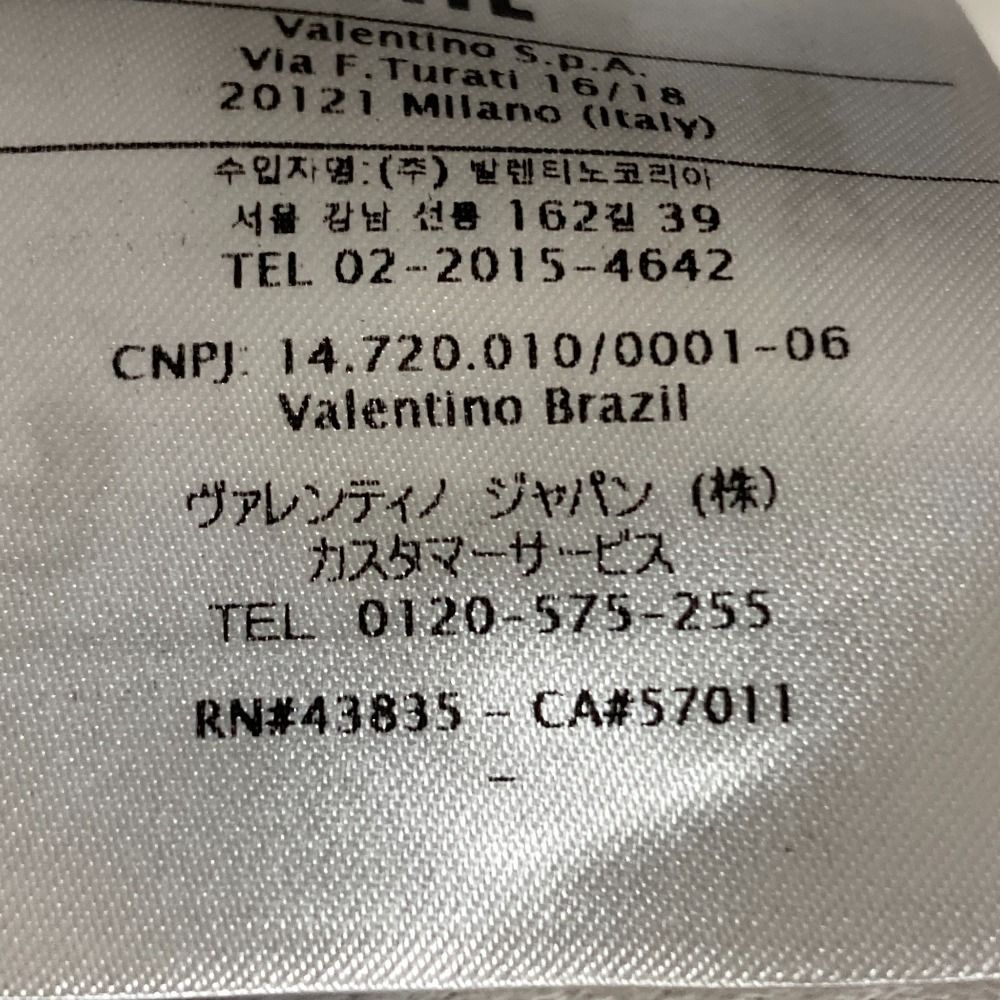 Valentino S.p.A.
Via F.Turati 16/18
20121 Milano (Italy)
수입자명:(주) 발렌티노코리아
서울 강남 선릉 162길 39
TEL 02-2015-4642
CNPJ: 14.720.010/0001-06
Valentino Brazil
ヴァレンティノ ジャパン (株)
カスタマーサービス
TEL 0120-575-255
RN#43835 - CA#57011
-